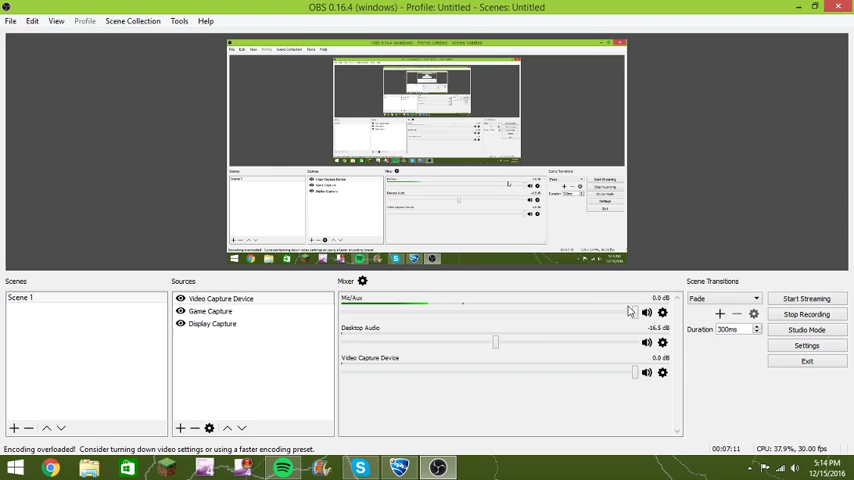 OBS 0.16.4 (windows) - Profile: Untitled - Scenes: Untitled
File Edit View Profile Scene Collection Tools Help
Scenes
Scene 1
Sources
Video Capture Device
Game Capture
Display Capture
Mixer
Mic/Aux 0.0 dB
Desktop Audio -16.5 dB
Video Capture Device 0.0 dB
Scene Transitions
Fade
Duration 300ms
Start Streaming
Stop Recording
Studio Mode
Settings
Exit
Encoding overloaded! Consider turning down video settings or using a faster encoding preset. 00:07:11 CPU: 37.9%, 30.00 fps
5:14 PM
12/15/2016